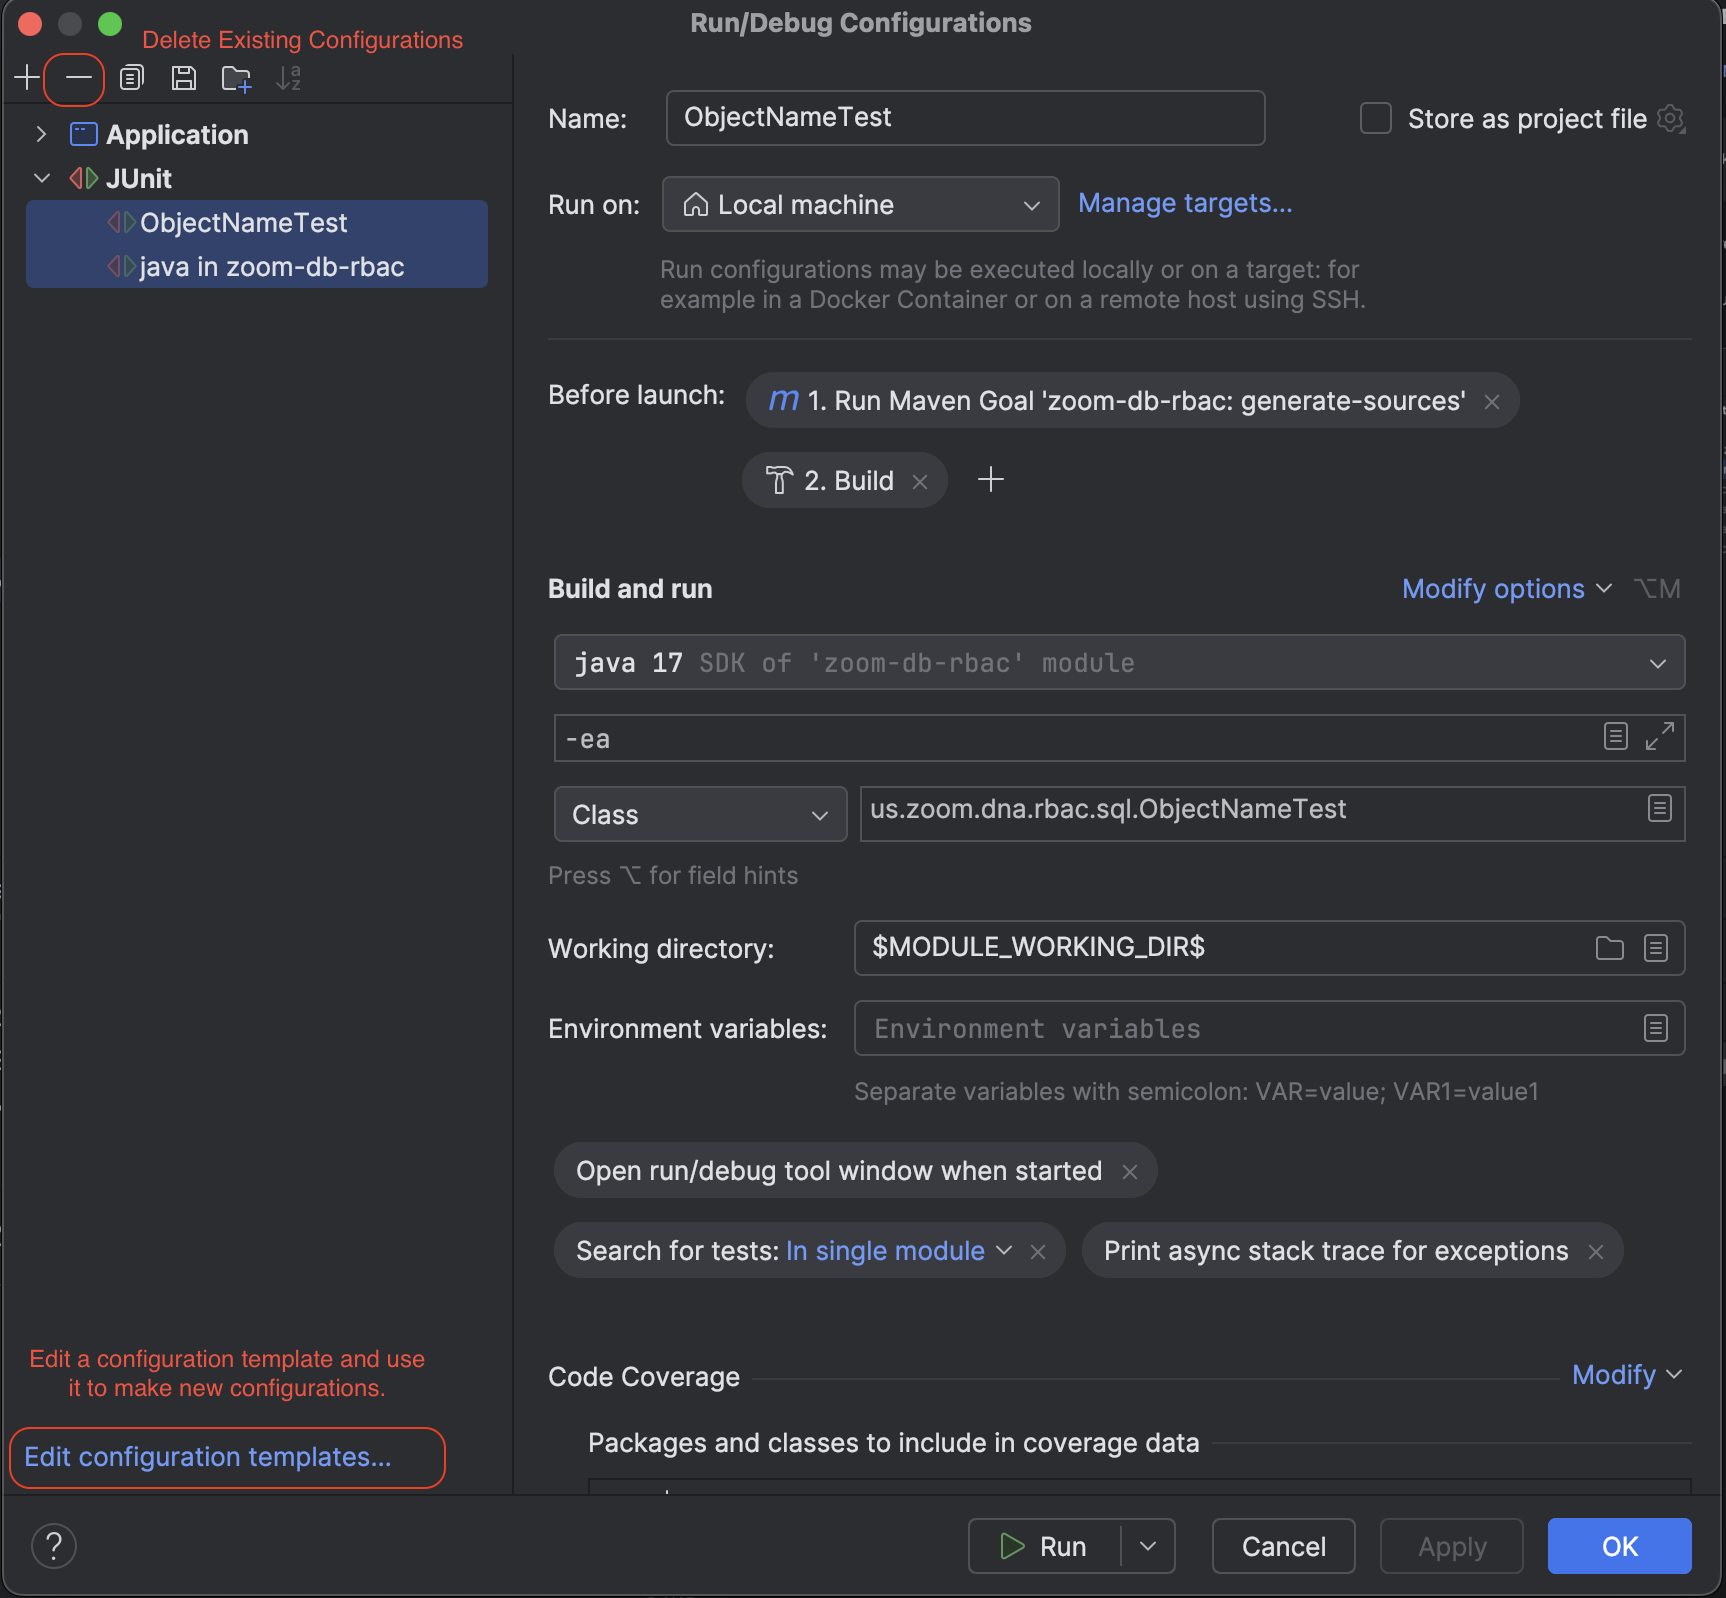 Run/Debug Configurations
Delete Existing Configurations
Application
JUnit
ObjectNameTest
java in zoom-db-rbac
Edit a configuration template and use
it to make new configurations.
Edit configuration templates...
Name:
ObjectNameTest
Store as project file
Run on:
Local machine
Manage targets...
Run configurations may be executed locally or on a target: for
example in a Docker Container or on a remote host using SSH.
Before launch:
m 1. Run Maven Goal 'zoom-db-rbac: generate-sources'
2. Build
Build and run
Modify options ⌥M
java 17 SDK of 'zoom-db-rbac' module
-ea
Class
us.zoom.dna.rbac.sql.ObjectNameTest
Press ⌥ for field hints
Working directory:
$MODULE_WORKING_DIR$
Environment variables:
Environment variables
Separate variables with semicolon: VAR=value; VAR1=value1
Open run/debug tool window when started
Search for tests: In single module
Print async stack trace for exceptions
Code Coverage
Modify
Packages and classes to include in coverage data
?
Run
Cancel
Apply
OK